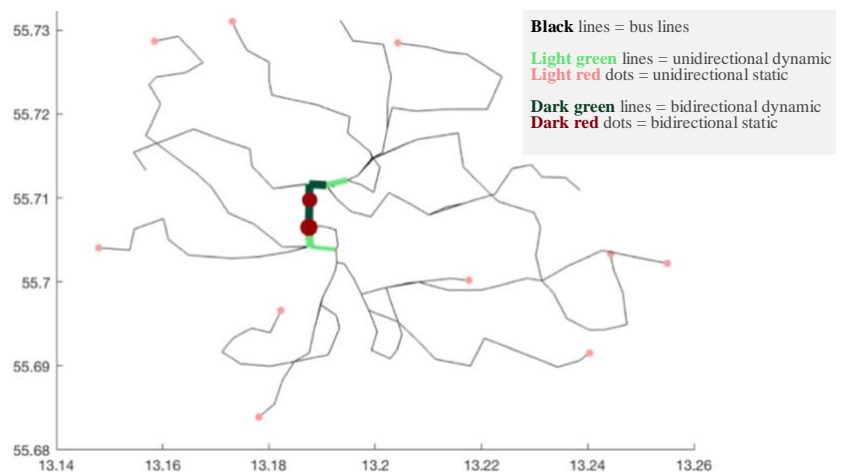 Black lines = bus lines
Light green lines = unidirectional dynamic
Light red dots = unidirectional static
Dark green lines = bidirectional dynamic
Dark red dots = bidirectional static
55.73
55.72
55.71
55.7
55.69
55.68
13.14 13.16 13.18 13.2 13.22 13.24 13.26